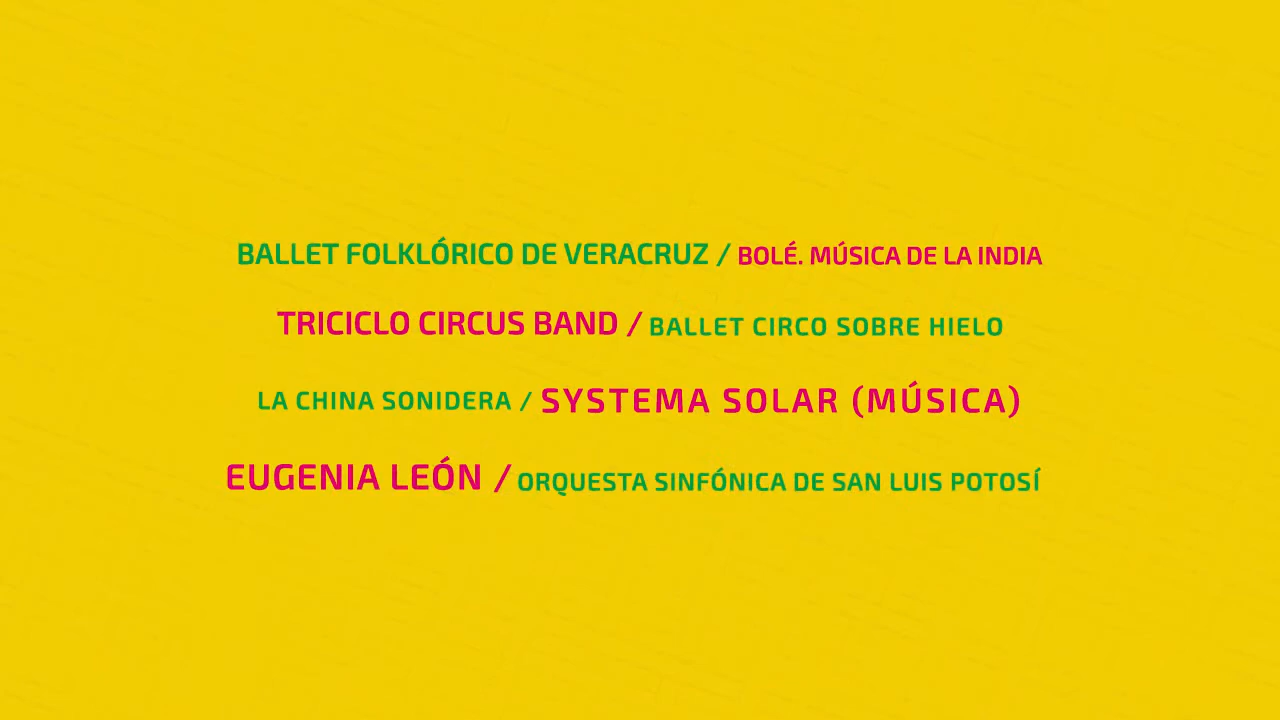 BALLET FOLKLÓRICO DE VERACRUZ / BOLÉ. MÚSICA DE LA INDIA
TRICICLO CIRCUS BAND / BALLET CIRCO SOBRE HIELO
LA CHINA SONIDERA / SYSTEMA SOLAR (MÚSICA)
EUGENIA LEÓN / ORQUESTA SINFÓNICA DE SAN LUIS POTOSÍ